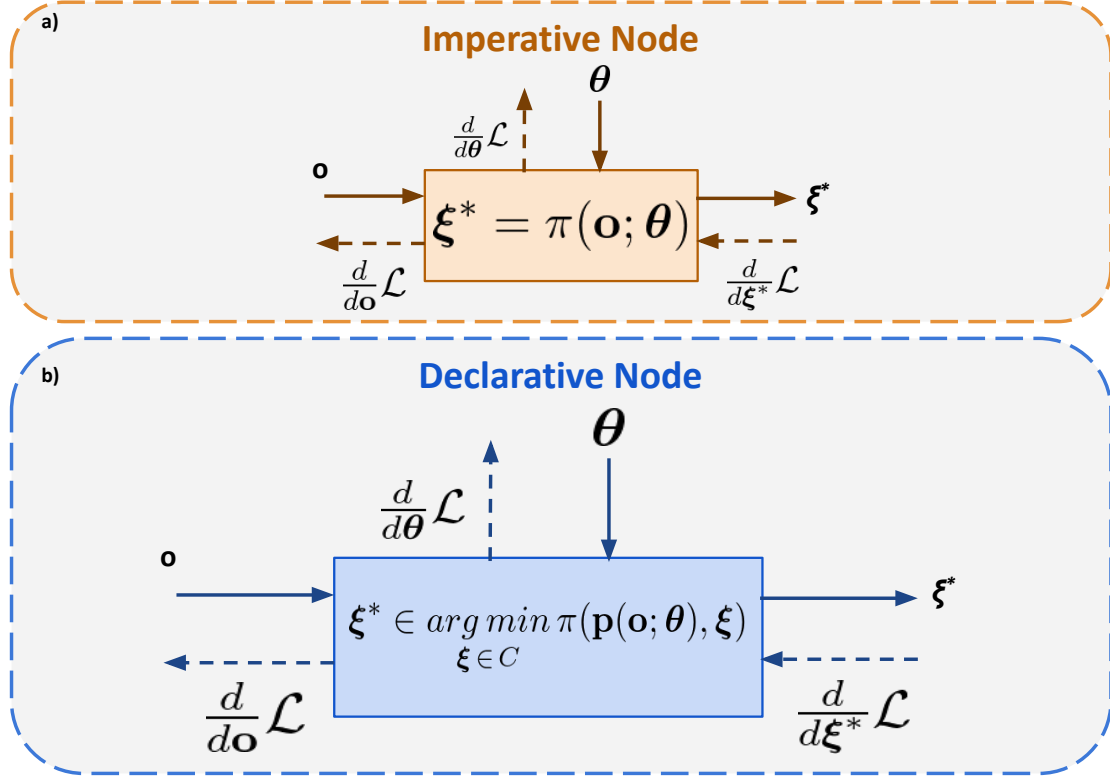 a)
Imperative Node
θ
d/dθ ℒ
o
ξ* = π(o; θ)
ξ*
d/do ℒ
d/dξ* ℒ
b)
Declarative Node
θ
d/dθ ℒ
o
ξ* ∈ arg min π(p(o; θ), ξ)
ξ ∈ C
ξ*
d/do ℒ
d/dξ* ℒ